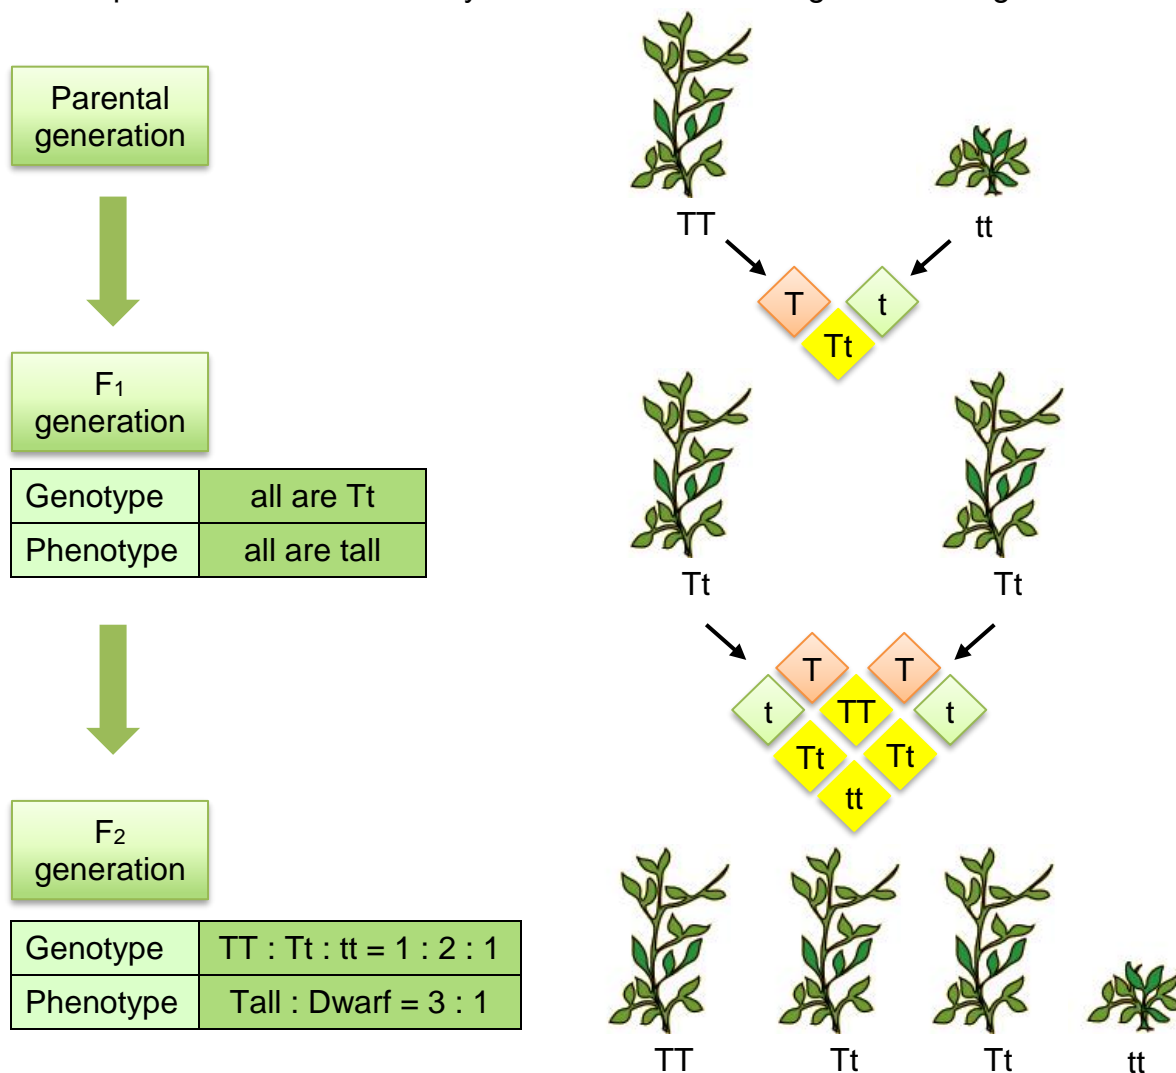 Parental
generation
TT
tt
T
t
Tt
F₁
generation
Genotype all are Tt
Phenotype all are tall
Tt
Tt
T
T
t
TT
t
Tt
Tt
tt
F₂
generation
Genotype TT : Tt : tt = 1 : 2 : 1
Phenotype Tall : Dwarf = 3 : 1
TT
Tt
Tt
tt